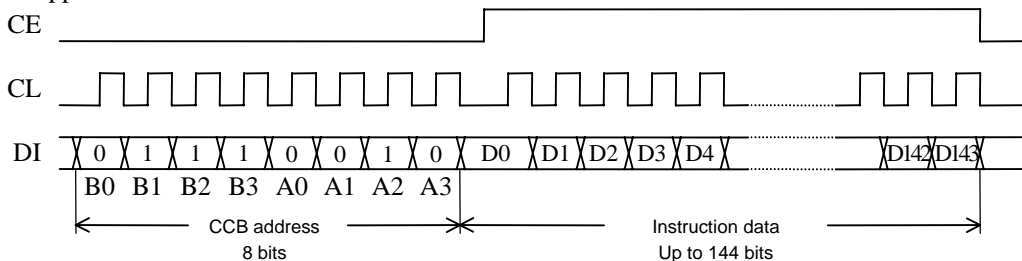 CE
CL
DI 0 1 1 1 0 0 1 0 D0 D1 D2 D3 D4 D142 D143
B0 B1 B2 B3 A0 A1 A2 A3
CCB address Instruction data
8 bits Up to 144 bits